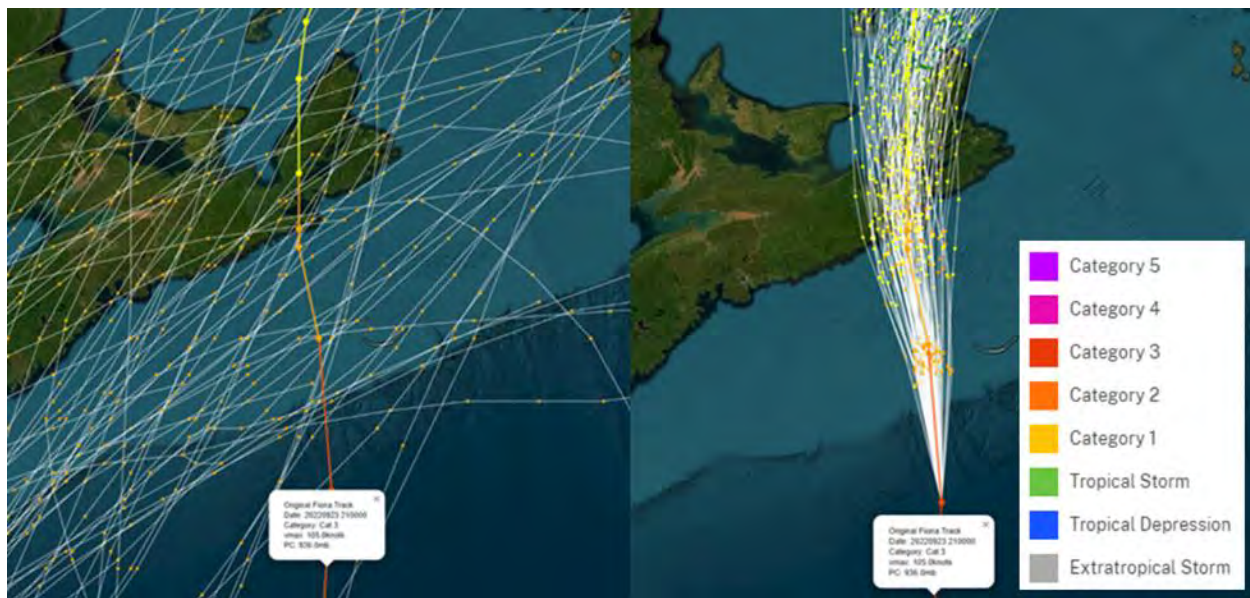 Original Fiona Track
Date: 20220923 210000
Category: Cat 3
vmax: 105.0knots
PC: 936.0mb
Original Fiona Track
Date: 20220923 210000
Category: Cat 3
vmax: 105.0knots
PC: 936.0mb
Category 5
Category 4
Category 3
Category 2
Category 1
Tropical Storm
Tropical Depression
Extratropical Storm